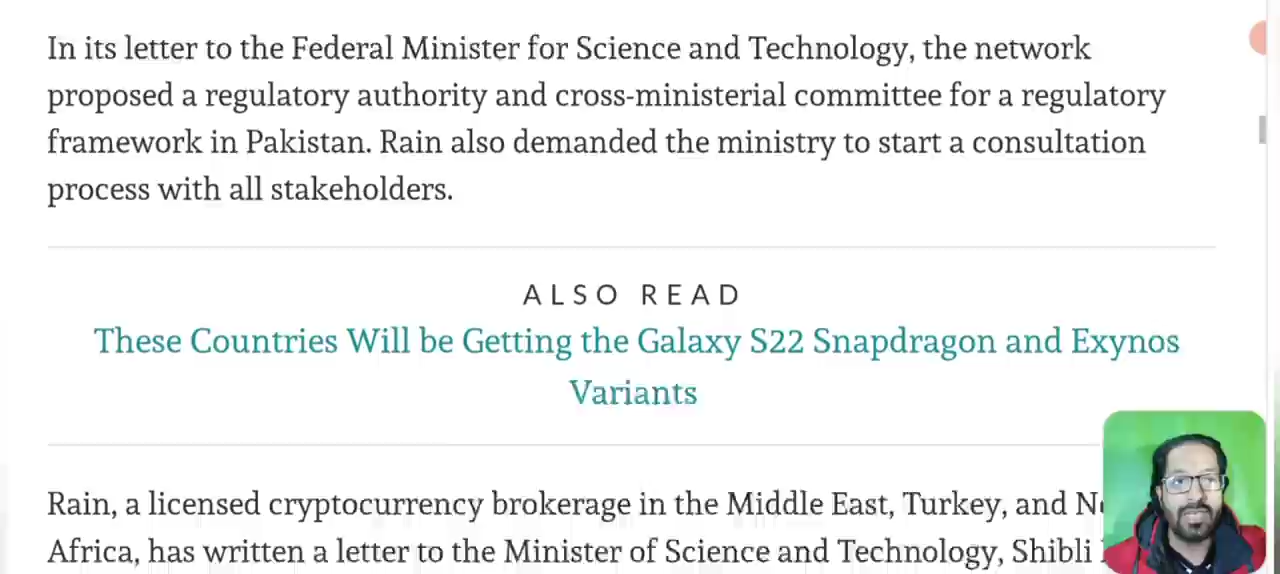 In its letter to the Federal Minister for Science and Technology, the network
proposed a regulatory authority and cross-ministerial committee for a regulatory
framework in Pakistan. Rain also demanded the ministry to start a consultation
process with all stakeholders.
ALSO READ
These Countries Will be Getting the Galaxy S22 Snapdragon and Exynos
Variants
Rain, a licensed cryptocurrency brokerage in the Middle East, Turkey, and
Africa, has written a letter to the Minister of Science and Technology, Shibli